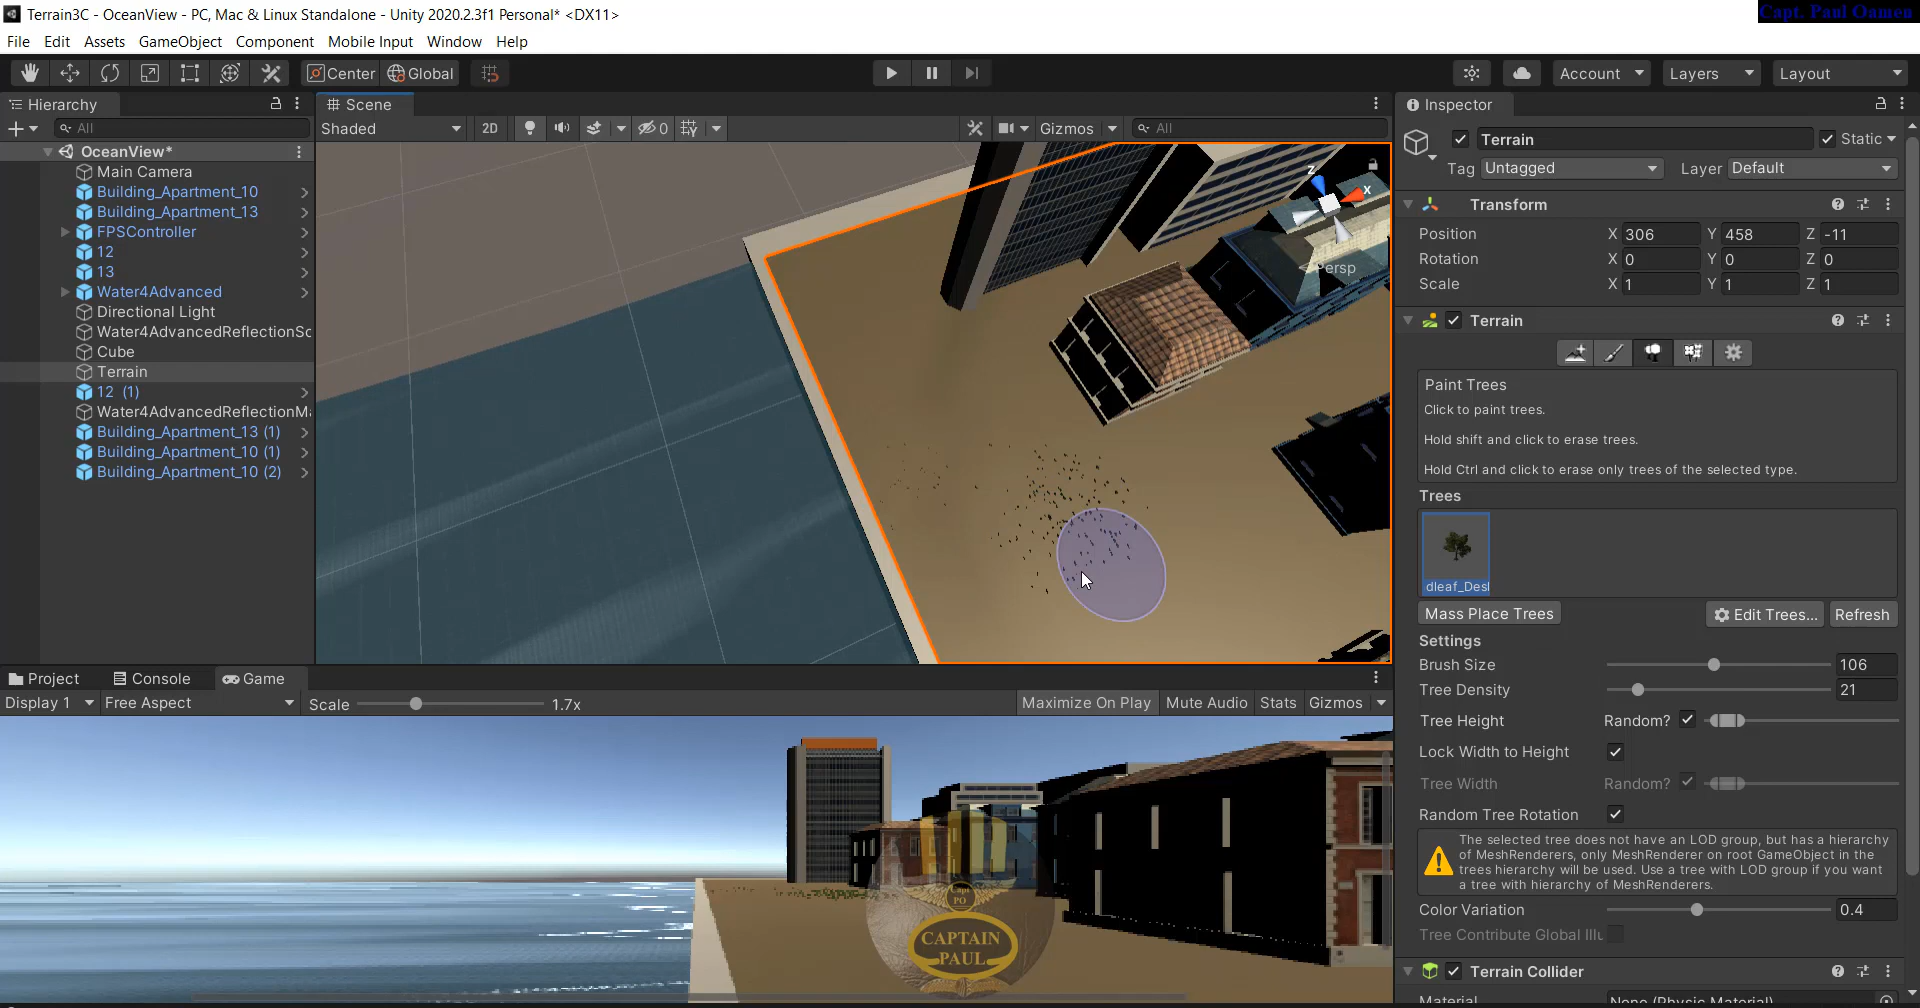 Terrain3C - OceanView - PC, Mac & Linux Standalone - Unity 2020.2.3f1 Personal* <DX11>
Capt. Paul Oamen
File Edit Assets GameObject Component Mobile Input Window Help
Center Global Account Layers Layout
Hierarchy
All
OceanView*
Main Camera
Building_Apartment_10
Building_Apartment_13
FPSController
12
13
Water4Advanced
Directional Light
Water4AdvancedReflectionSc
Cube
Terrain
12 (1)
Water4AdvancedReflectionMa
Building_Apartment_13 (1)
Building_Apartment_10 (1)
Building_Apartment_10 (2)
Scene
Shaded 2D 0 Gizmos All
z
x
Persp
Inspector
Terrain Static
Tag Untagged Layer Default
Transform
Position X 306 Y 458 Z -11
Rotation X 0 Y 0 Z 0
Scale X 1 Y 1 Z 1
Terrain
Paint Trees
Click to paint trees.
Hold shift and click to erase trees.
Hold Ctrl and click to erase only trees of the selected type.
Trees
dleaf_Desl
Mass Place Trees Edit Trees... Refresh
Settings
Brush Size 106
Tree Density 21
Tree Height Random?
Lock Width to Height
Tree Width Random?
Random Tree Rotation
The selected tree does not have an LOD group, but has a hierarchy
of MeshRenderers, only MeshRenderer on root GameObject in the
trees hierarchy will be used. Use a tree with LOD group if you want
a tree with hierarchy of MeshRenderers.
Color Variation 0.4
Tree Contribute Global Illu
Terrain Collider
Material None (Physic Material)
Project Console Game
Display 1 Free Aspect Scale 1.7x Maximize On Play Mute Audio Stats Gizmos
Capt
PO
CAPTAIN
PAUL